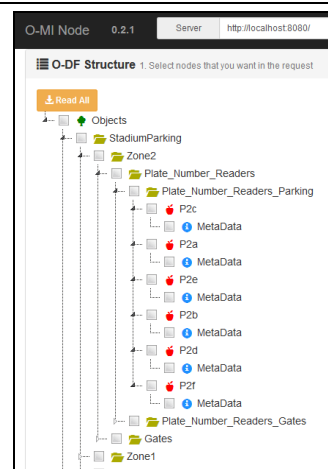 O-MI Node 0.2.1 Server http://localhost:8080/
O-DF Structure 1. Select nodes that you want in the request
Read All
Objects
StadiumParking
Zone2
Plate_Number_Readers
Plate_Number_Readers_Parking
P2c
MetaData
P2a
MetaData
P2e
MetaData
P2b
MetaData
P2d
MetaData
P2f
MetaData
Plate_Number_Readers_Gates
Gates
Zone1